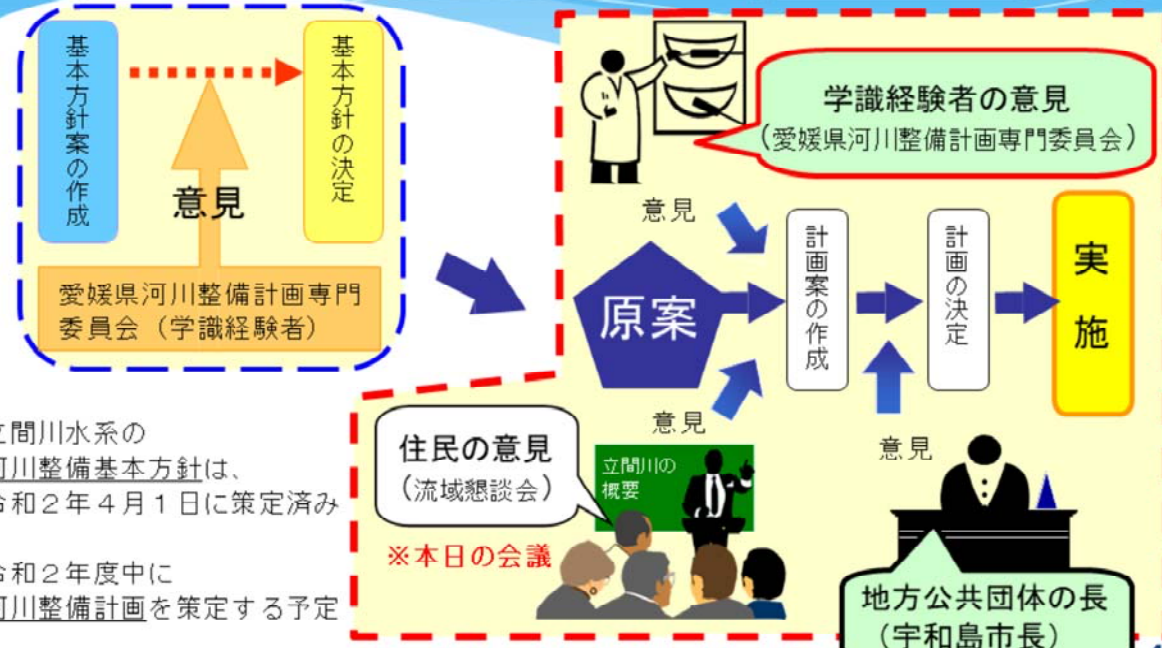 基本方針案の作成
基本方針の決定
意見
愛媛県河川整備計画専門
委員会（学識経験者）
立間川水系の
河川整備基本方針は、
令和２年４月１日に策定済み
令和２年度中に
河川整備計画を策定する予定
学識経験者の意見
（愛媛県河川整備計画専門委員会）
意見
原案
計画案の作成
計画の決定
実施
意見
住民の意見
（流域懇談会）
※本日の会議
立間川の
概要
意見
地方公共団体の長
（宇和島市長）